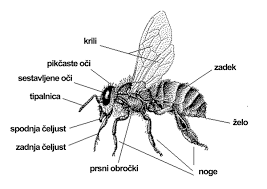 krili
pikčaste oči
zadek
sestavljene oči
tipalnica
želo
spodnja čeljust
zadnja čeljust
noge
prsni obročki